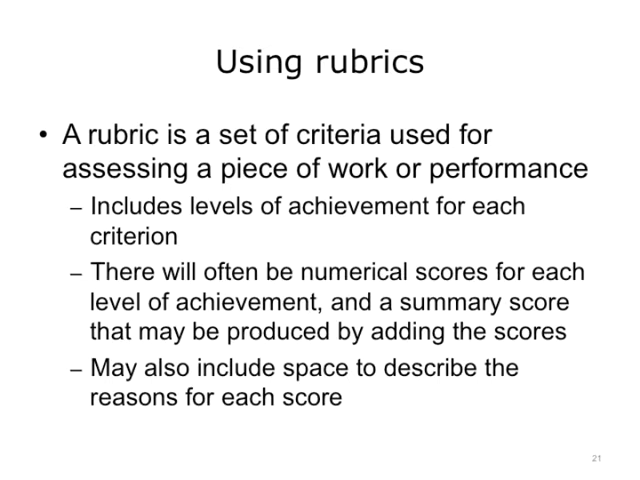 Using rubrics
• A rubric is a set of criteria used for
assessing a piece of work or performance
– Includes levels of achievement for each
criterion
– There will often be numerical scores for each
level of achievement, and a summary score
that may be produced by adding the scores
– May also include space to describe the
reasons for each score
21